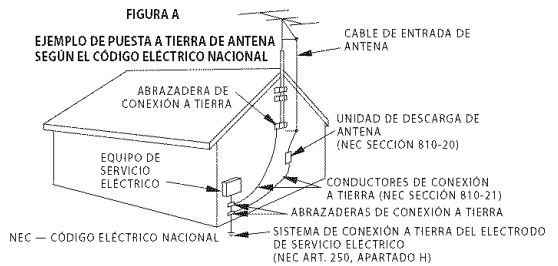 FIGURA A
EJEMPLO DE PUESTA A TIERRA DE ANTENA
SEGÚN EL CÓDIGO ELÉCTRICO NACIONAL
CABLE DE ENTRADA DE
ANTENA
ABRAZADERA DE
CONEXIÓN A TIERRA
UNIDAD DE DESCARGA DE
ANTENA
(NEC SECCIÓN 810-20)
EQUIPO DE
SERVICIO
ELÉCTRICO
CONDUCTORES DE CONEXIÓN
A TIERRA (NEC SECCIÓN 810-21)
ABRAZADERAS DE CONEXIÓN A TIERRA
NEC — CÓDIGO ELÉCTRICO NACIONAL
SISTEMA DE CONEXIÓN A TIERRA DEL ELECTRODO
DE SERVICIO ELÉCTRICO
(NEC ART. 250, APARTADO H)